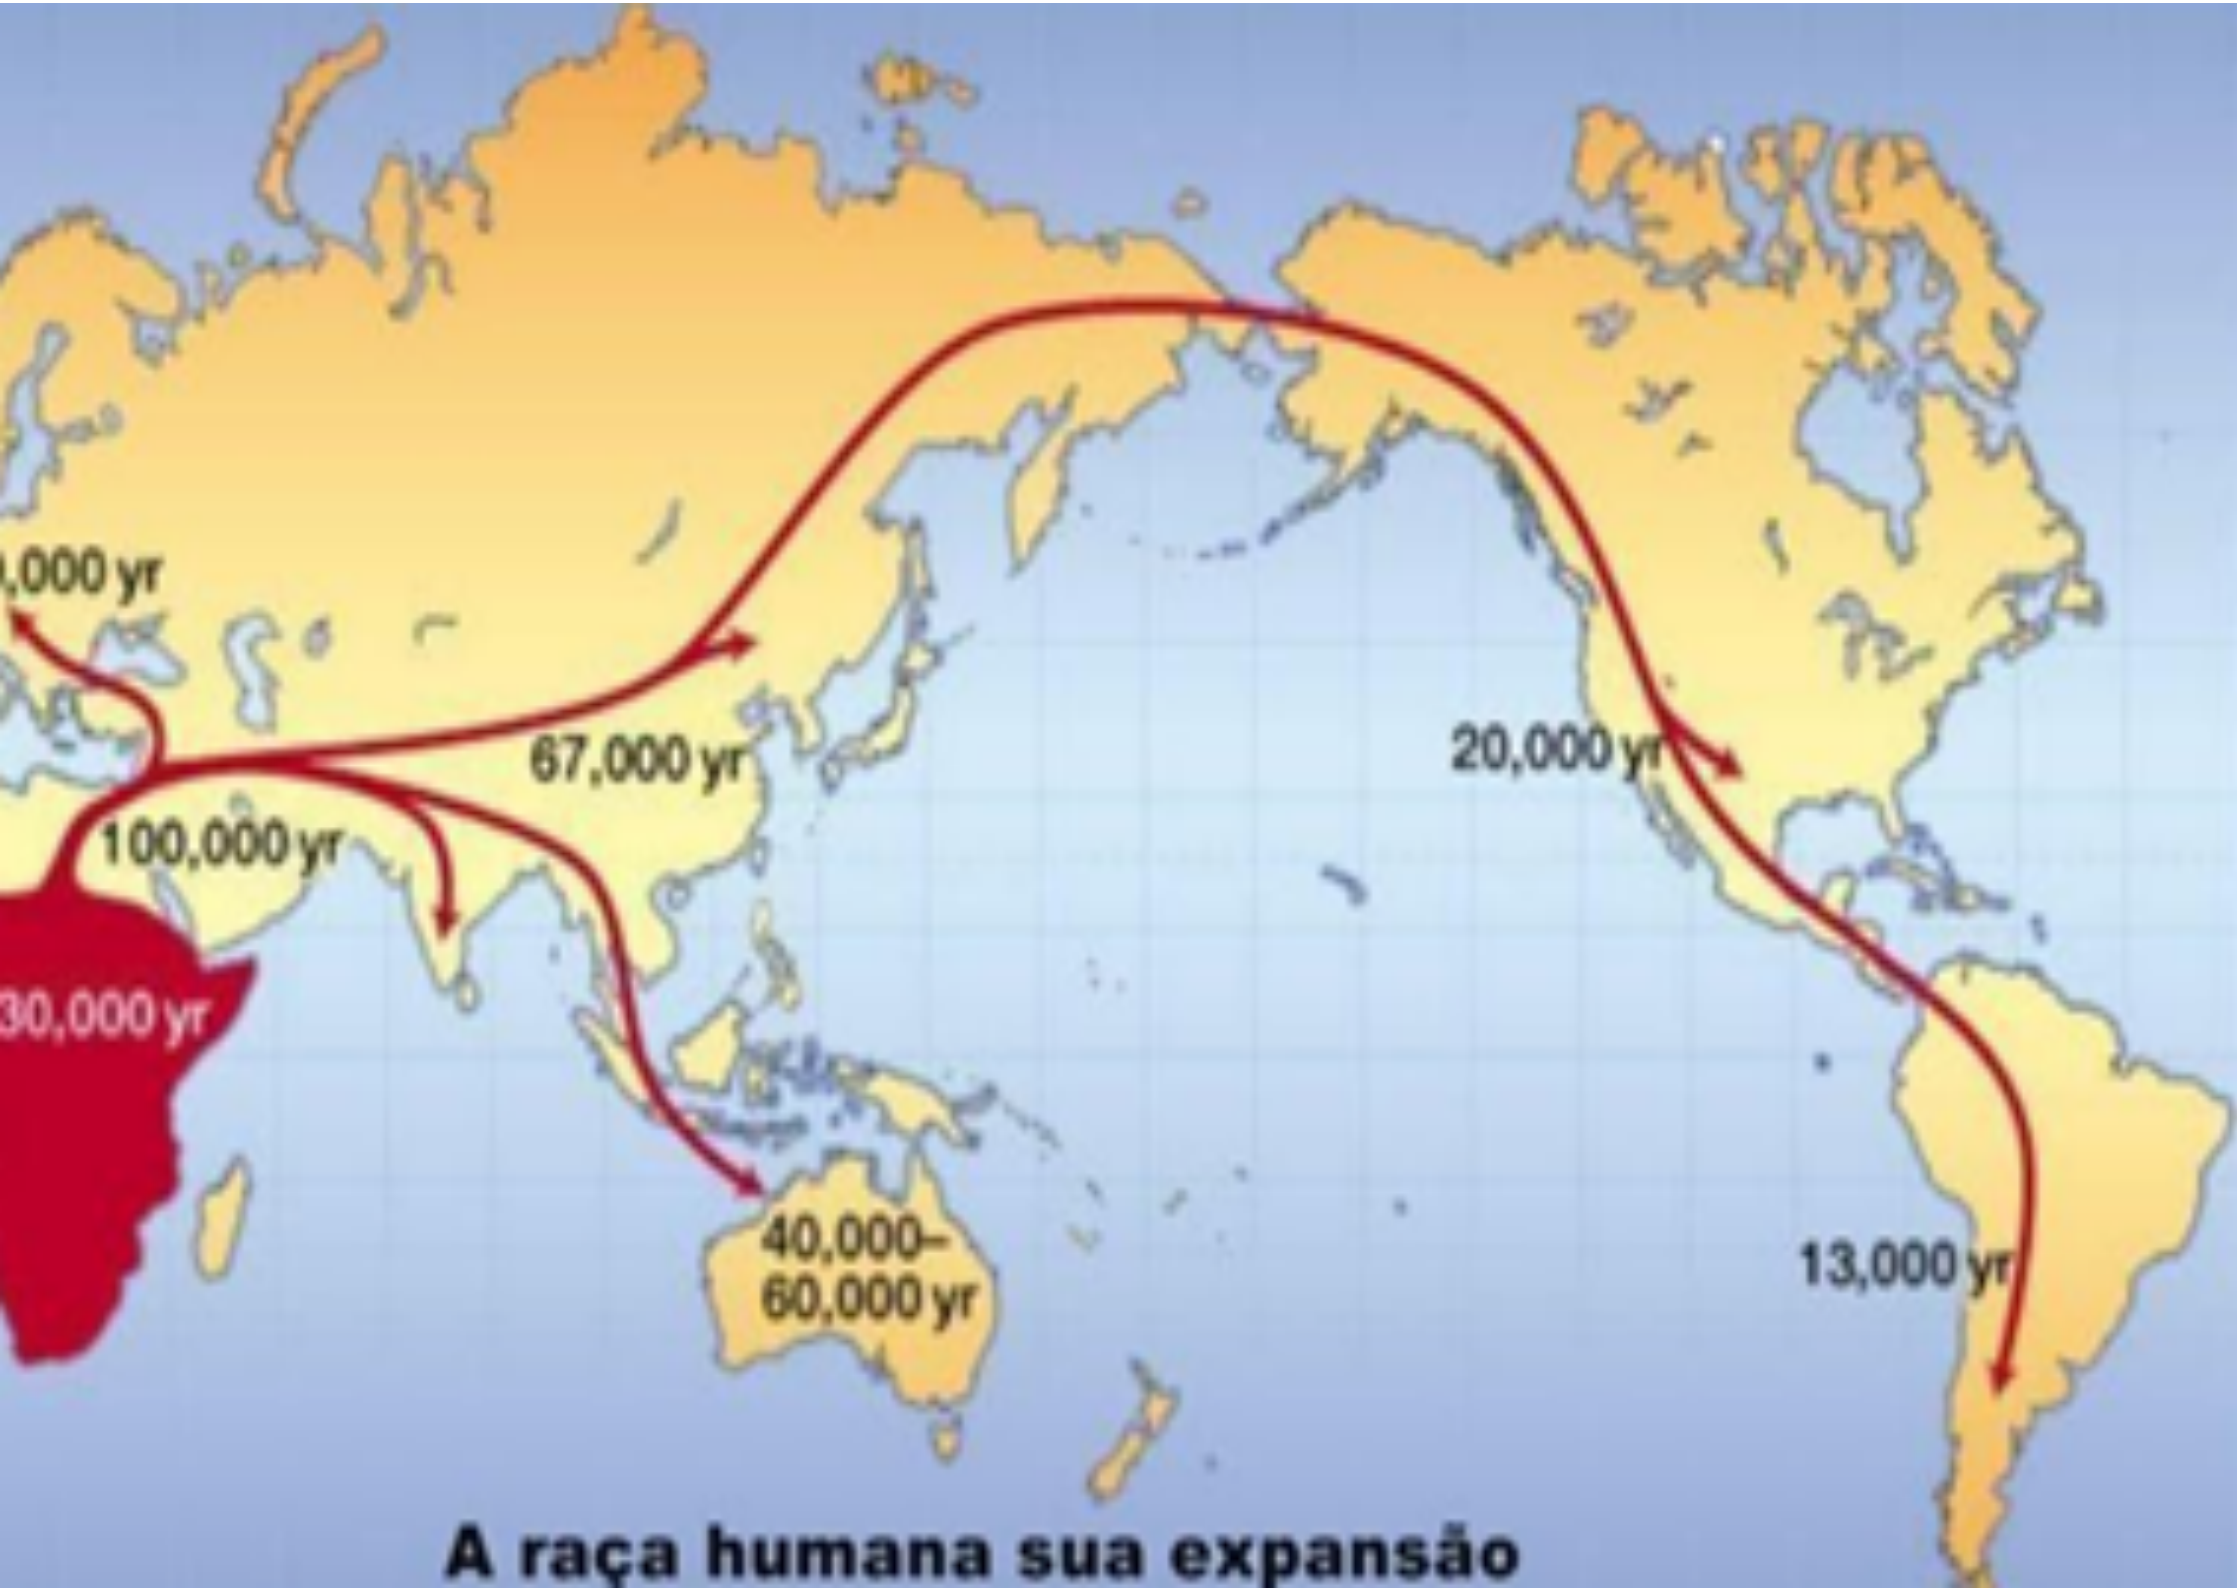 ,000 yr
67,000 yr
20,000 yr
100,000 yr
30,000 yr
40,000–
60,000 yr
13,000 yr
A raça humana sua expansão